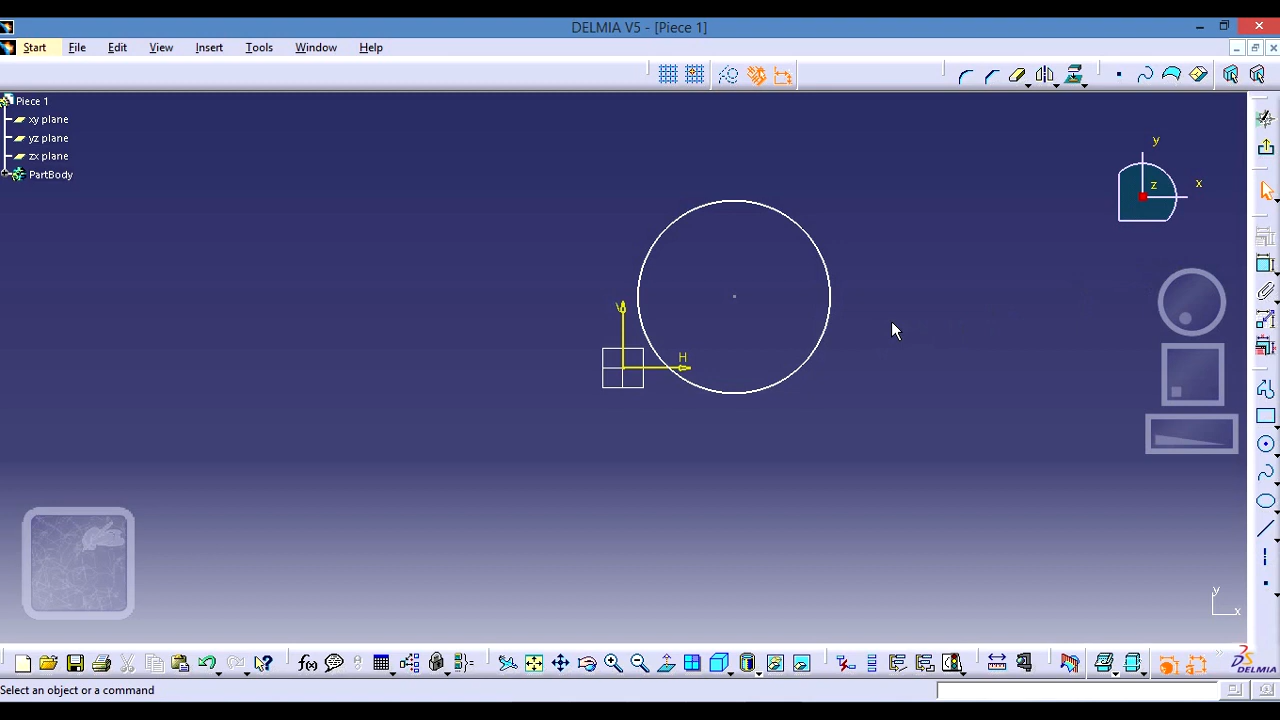 DELMIA V5 - [Piece 1]
Start File Edit View Insert Tools Window Help
Piece 1
xy plane
yz plane
zx plane
PartBody
y
z
x
V
H
y
x
f(x)
DELMIA
Select an object or a command